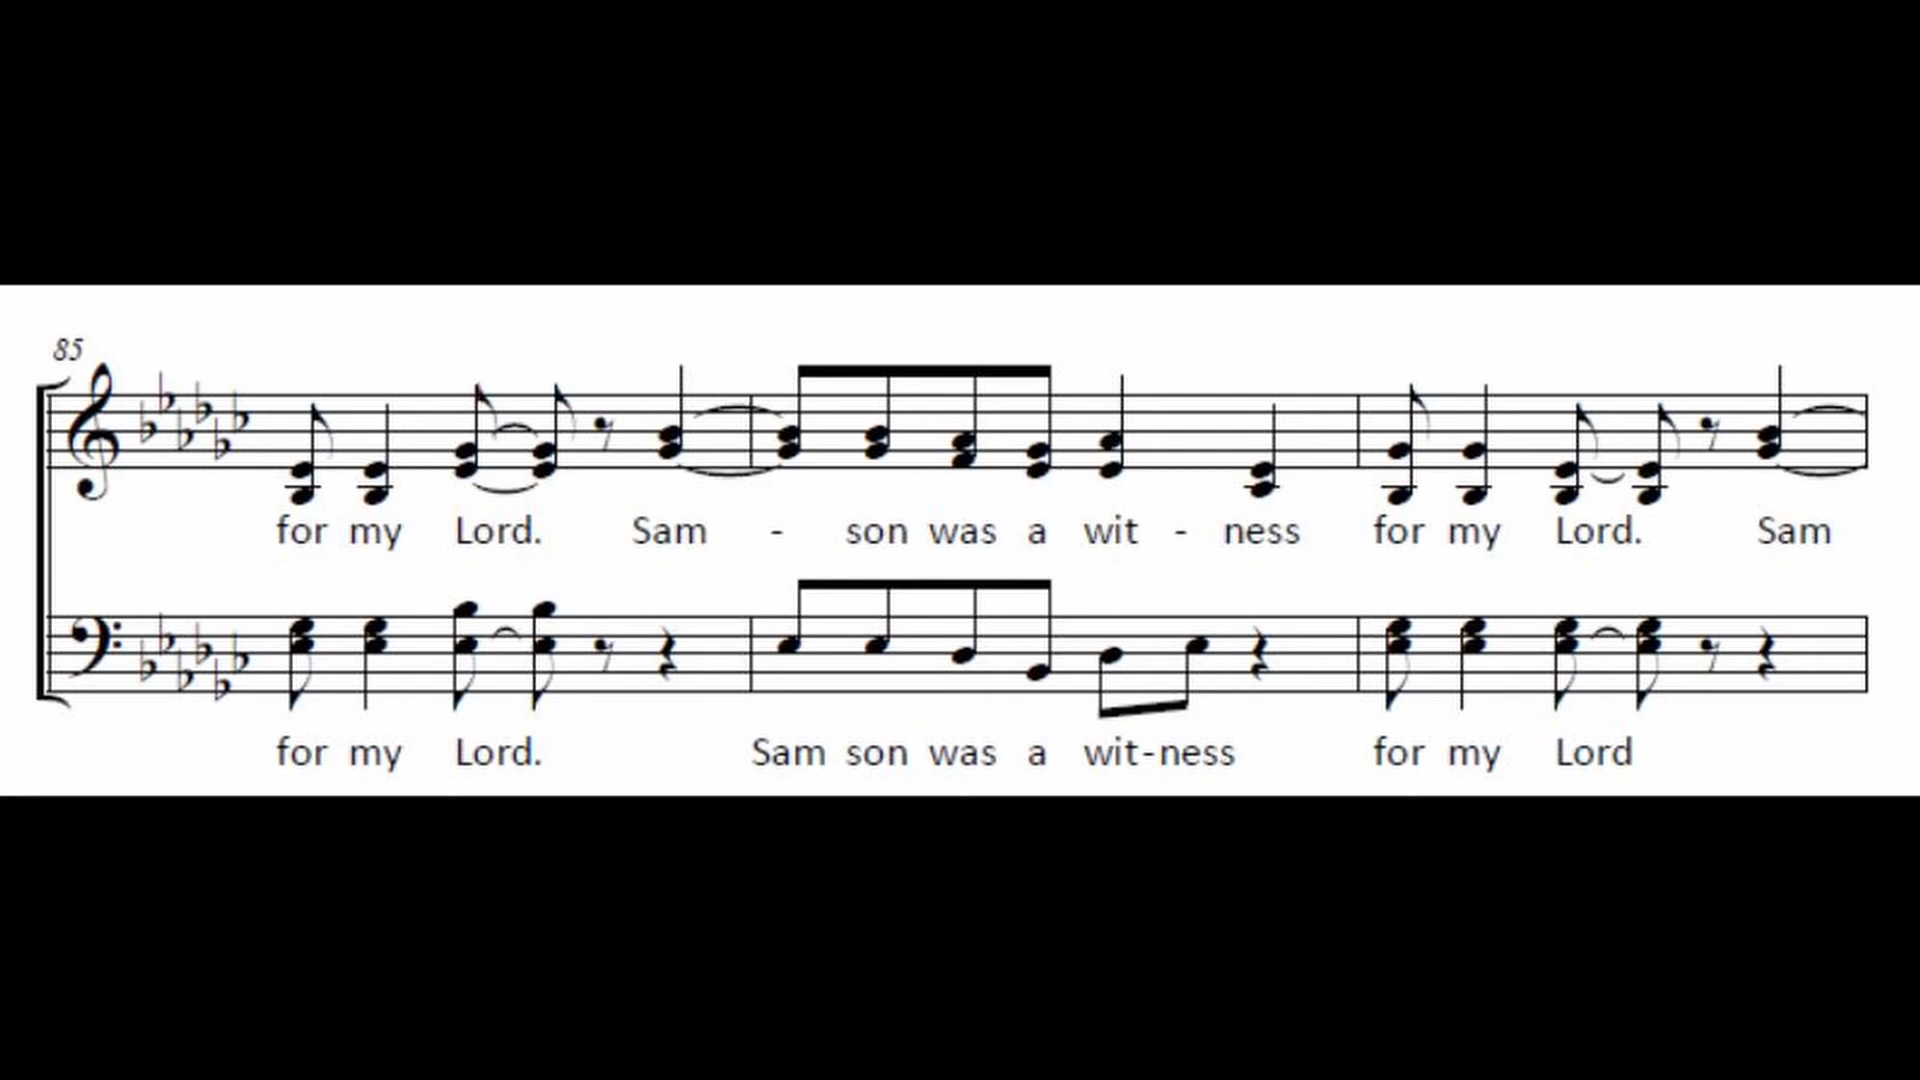 85
for my Lord. Sam - son was a wit - ness for my Lord. Sam
for my Lord. Sam son was a wit-ness for my Lord